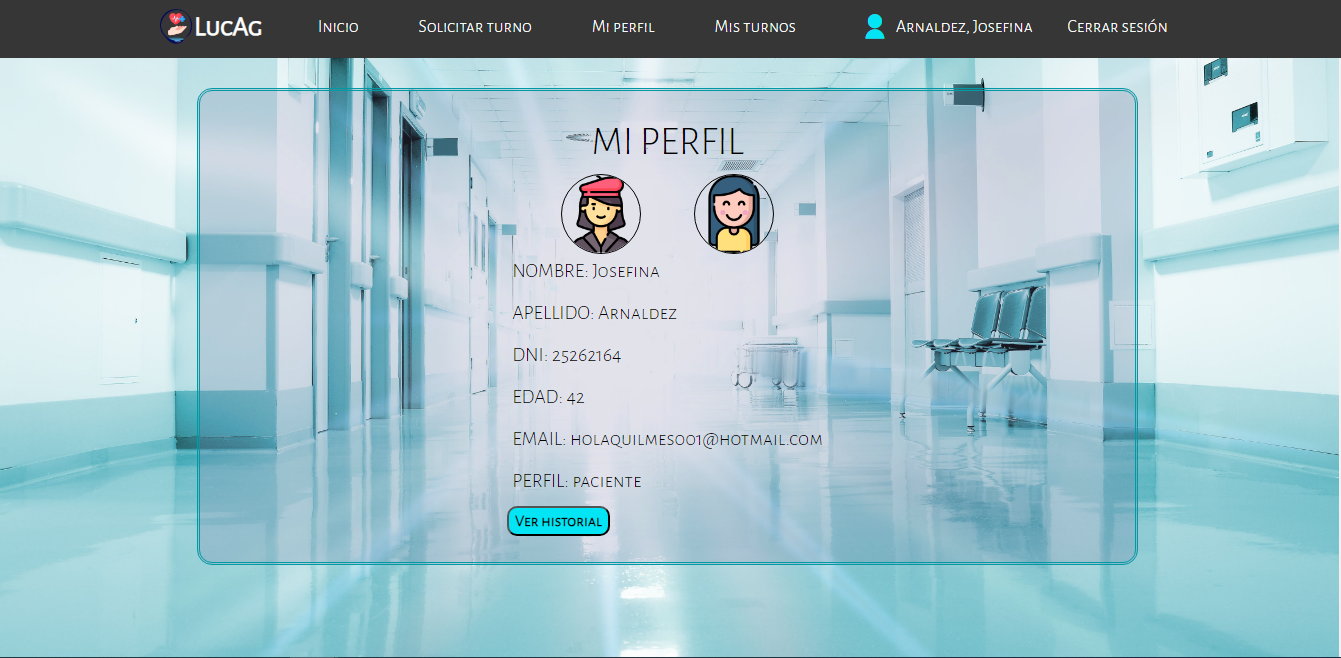 LucAg
Inicio
Solicitar turno
Mi perfil
Mis turnos
Arnaldez, Josefina
Cerrar sesión
MI PERFIL
NOMBRE: Josefina
APELLIDO: Arnaldez
DNI: 25262164
EDAD: 42
EMAIL: holaquilmes001@hotmail.com
PERFIL: paciente
Ver historial